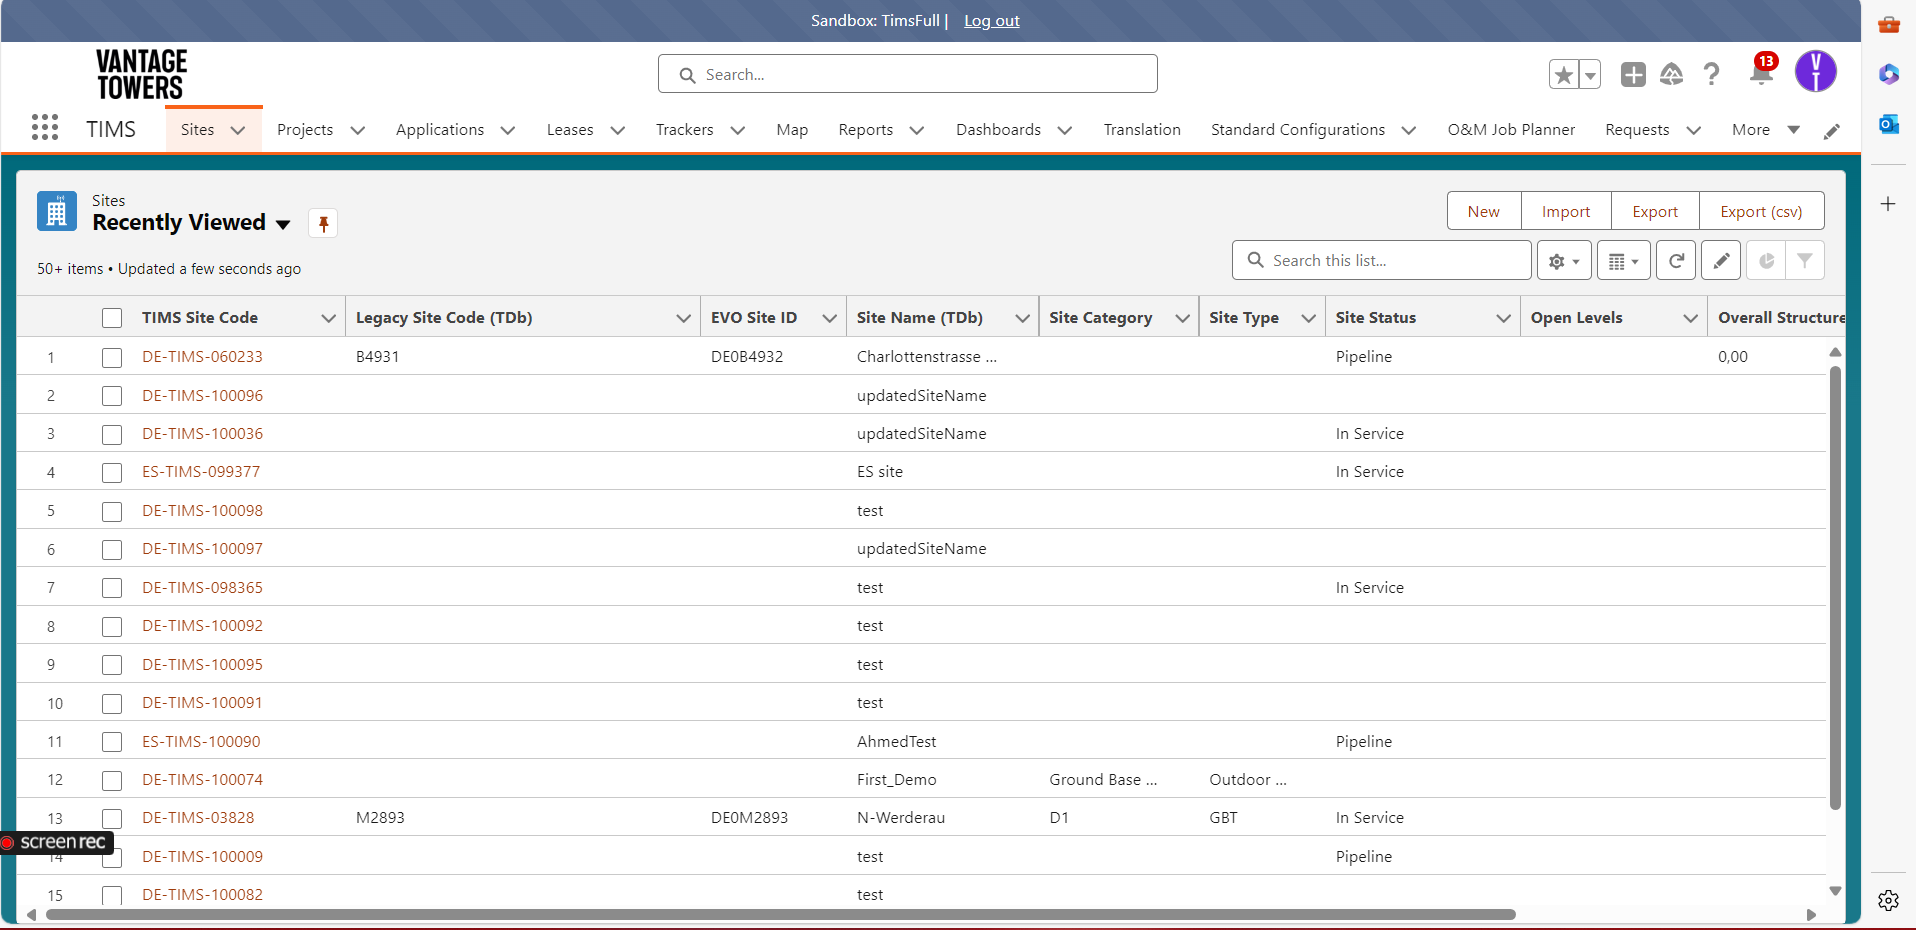 Sandbox: TimsFull | Log out
VANTAGE
TOWERS
Search...
13
VT
TIMS Sites Projects Applications Leases Trackers Map Reports Dashboards Translation Standard Configurations O&M Job Planner Requests More
Sites
Recently Viewed
New Import Export Export (csv)
50+ items • Updated a few seconds ago
Search this list...
TIMS Site Code Legacy Site Code (TDb) EVO Site ID Site Name (TDb) Site Category Site Type Site Status Open Levels Overall Structure
1 DE-TIMS-060233 B4931 DE0B4932 Charlottenstrasse ... Pipeline 0,00
2 DE-TIMS-100096 updatedSiteName
3 DE-TIMS-100036 updatedSiteName In Service
4 ES-TIMS-099377 ES site In Service
5 DE-TIMS-100098 test
6 DE-TIMS-100097 updatedSiteName
7 DE-TIMS-098365 test In Service
8 DE-TIMS-100092 test
9 DE-TIMS-100095 test
10 DE-TIMS-100091 test
11 ES-TIMS-100090 AhmedTest Pipeline
12 DE-TIMS-100074 First_Demo Ground Base ... Outdoor ...
13 DE-TIMS-03828 M2893 DE0M2893 N-Werderau D1 GBT In Service
screenrec
14 DE-TIMS-100009 test Pipeline
15 DE-TIMS-100082 test